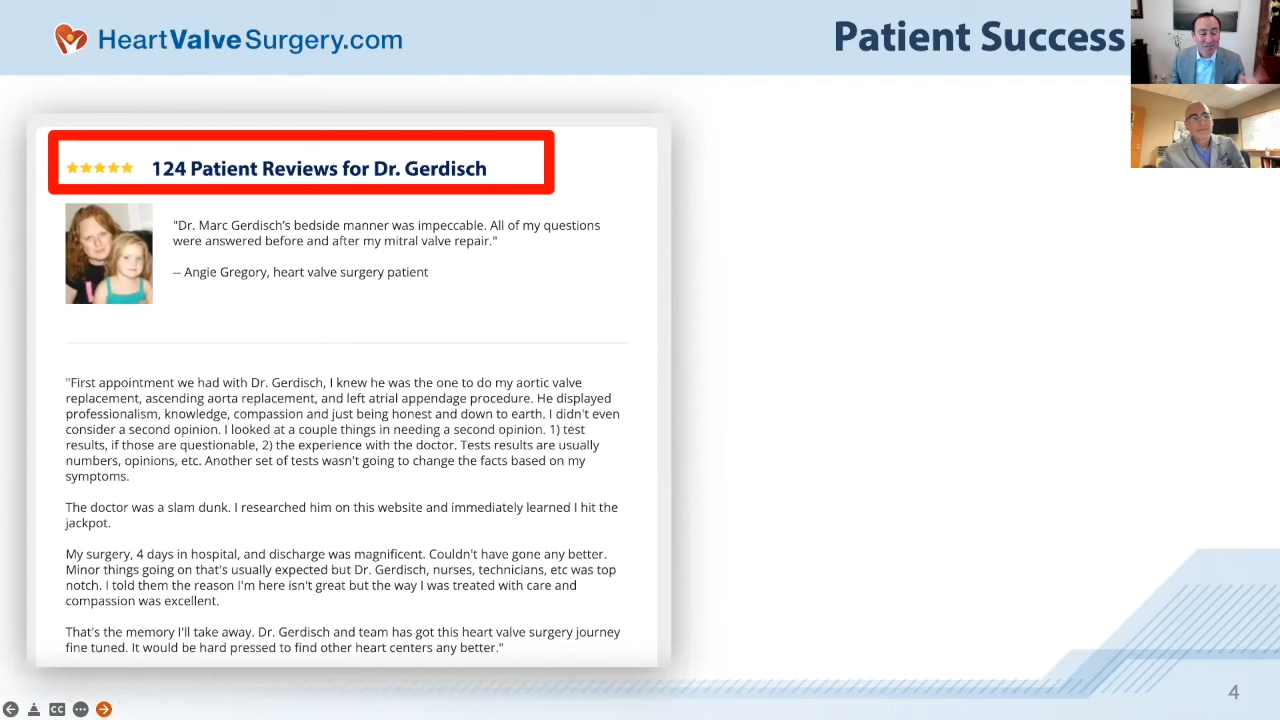 HeartValveSurgery.com
Patient Success
124 Patient Reviews for Dr. Gerdisch
"Dr. Marc Gerdisch's bedside manner was impeccable. All of my questions
were answered before and after my mitral valve repair."
-- Angie Gregory, heart valve surgery patient
"First appointment we had with Dr. Gerdisch, I knew he was the one to do my aortic valve
replacement, ascending aorta replacement, and left atrial appendage procedure. He displayed
professionalism, knowledge, compassion and just being honest and down to earth. I didn't even
consider a second opinion. I looked at a couple things in needing a second opinion. 1) test
results, if those are questionable, 2) the experience with the doctor. Tests results are usually
numbers, opinions, etc. Another set of tests wasn't going to change the facts based on my
symptoms.
The doctor was a slam dunk. I researched him on this website and immediately learned I hit the
jackpot.
My surgery, 4 days in hospital, and discharge was magnificent. Couldn't have gone any better.
Minor things going on that's usually expected but Dr. Gerdisch, nurses, technicians, etc was top
notch. I told them the reason I'm here isn't great but the way I was treated with care and
compassion was excellent.
That's the memory I'll take away. Dr. Gerdisch and team has got this heart valve surgery journey
fine tuned. It would be hard pressed to find other heart centers any better."
CC
4